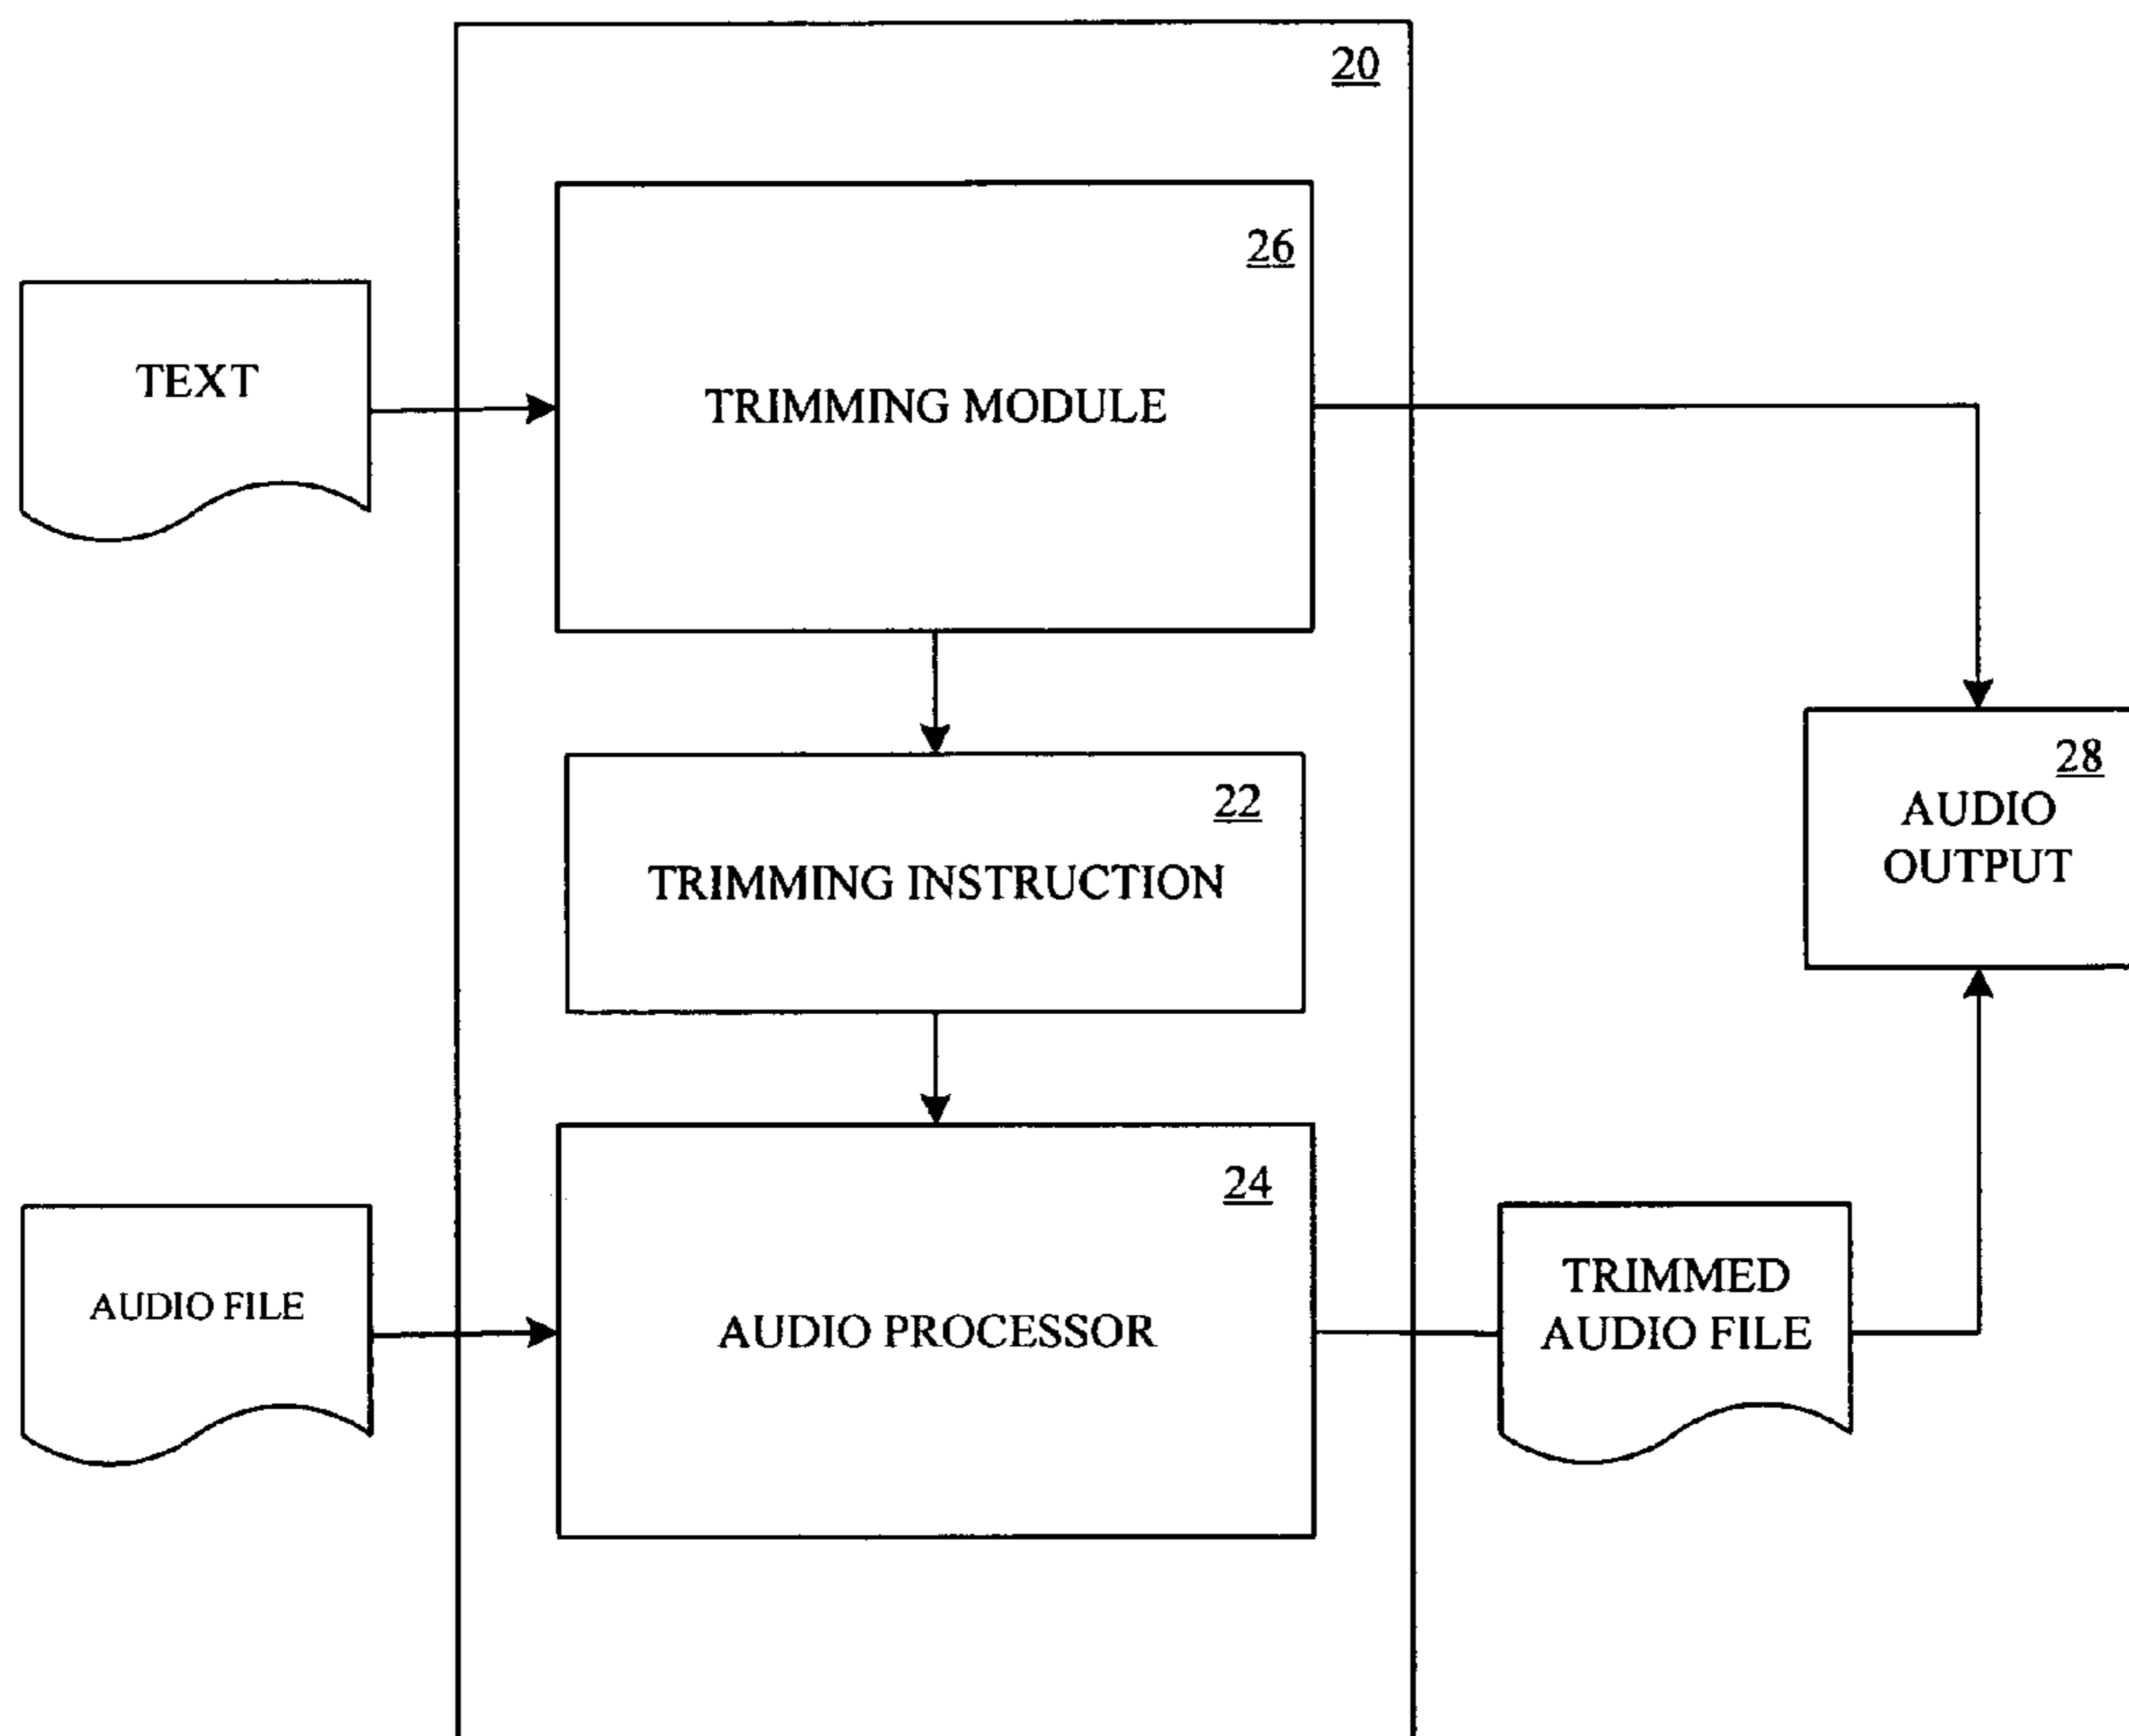 20
26
TEXT
TRIMMING MODULE
28
AUDIO
OUTPUT
22
TRIMMING INSTRUCTION
24
AUDIO FILE
AUDIO PROCESSOR
TRIMMED
AUDIO FILE